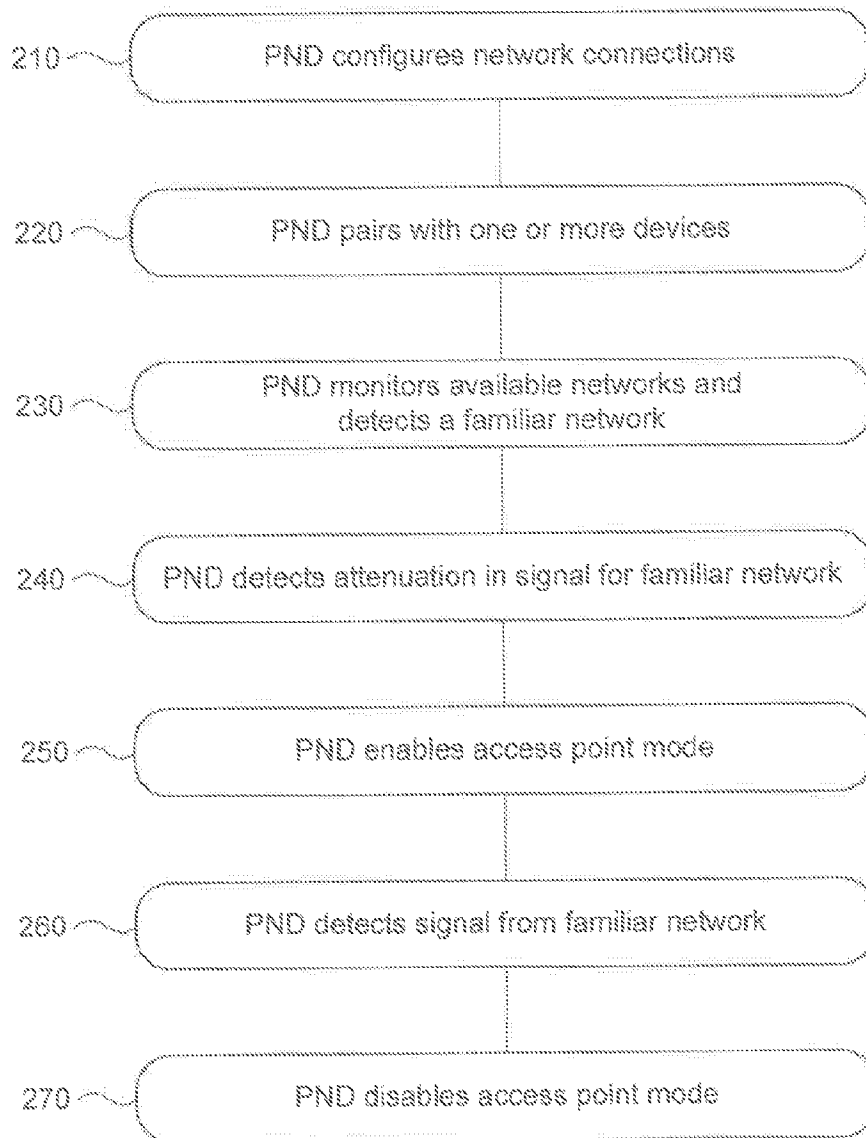 210 PND configures network connections
220 PND pairs with one or more devices
230 PND monitors available networks and
detects a familiar network
240 PND detects attenuation in signal for familiar network
250 PND enables access point mode
260 PND detects signal from familiar network
270 PND disables access point mode